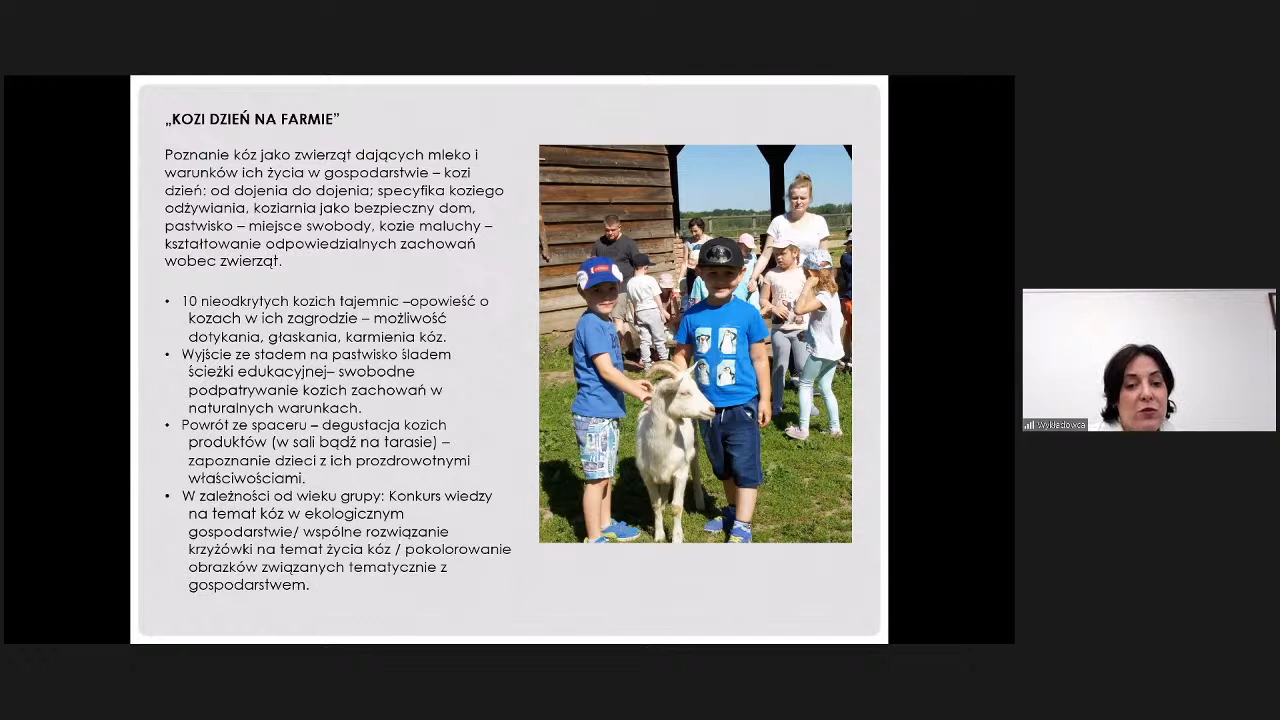 „KOZI DZIEŃ NA FARMIE”
Poznanie kóz jako zwierząt dających mleko i
warunków ich życia w gospodarstwie – kozi
dzień: od dojenia do dojenia; specyfika koziego
odżywiania, koziarnia jako bezpieczny dom,
pastwisko – miejsce swobody, kozie maluchy –
kształtowanie odpowiedzialnych zachowań
wobec zwierząt.
• 10 nieodkrytych kozich tajemnic –opowieść o
kozach w ich zagrodzie – możliwość
dotykania, głaskania, karmienia kóz.
• Wyjście ze stadem na pastwisko śladem
ścieżki edukacyjnej– swobodne
podpatrywanie kozich zachowań w
naturalnych warunkach.
• Powrót ze spaceru – degustacja kozich
produktów (w sali bądź na tarasie) –
zapoznanie dzieci z ich prozdrowotnymi
właściwościami.
• W zależności od wieku grupy: Konkurs wiedzy
na temat kóz w ekologicznym
gospodarstwie/ wspólne rozwiązanie
krzyżówki na temat życia kóz / pokolorowanie
obrazków związanych tematycznie z
gospodarstwem.
Wykładowca